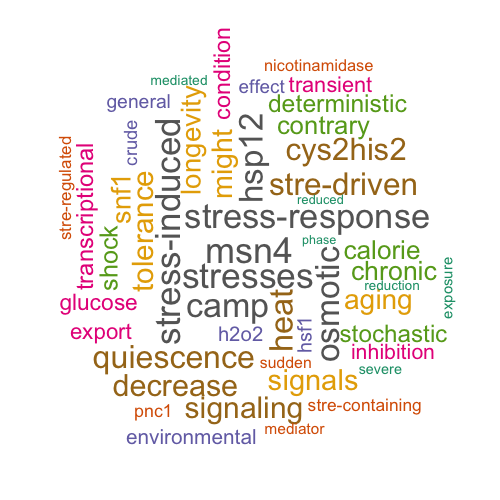 nicotinamidase
mediated
effect
transient
general
longevity
condition
deterministic
contrary
crude
might
hsp12
cys2his2
stre-regulated
transcriptional
snf1
tolerance
stress-induced
stre-driven
reduced
stress-response
shock
msn4
phase
calorie
stresses
osmotic
chronic
reduction
exposure
glucose
camp
heat
aging
export
h2o2
hsf1
stochastic
inhibition
quiescence
sudden
severe
decrease
signals
pnc1
signaling
stre-containing
environmental
mediator